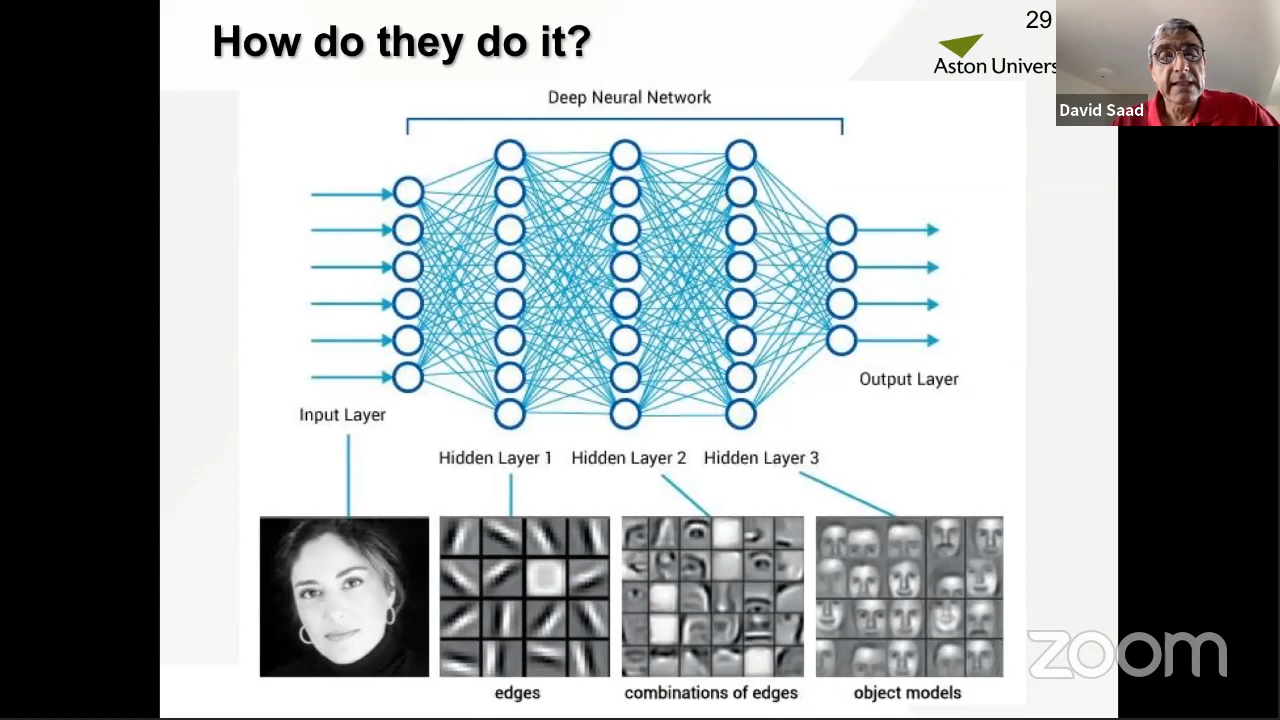 How do they do it?
29
Aston Univers
David Saad
Deep Neural Network
Output Layer
Input Layer
Hidden Layer 1
Hidden Layer 2
Hidden Layer 3
edges
combinations of edges
object models
zoom